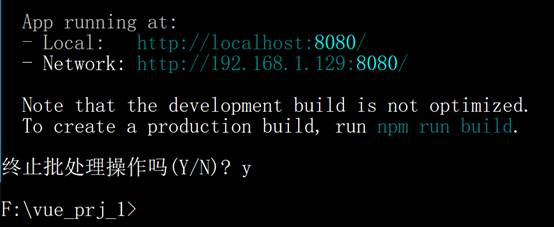 App running at:
- Local:   http://localhost:8080/
- Network: http://192.168.1.129:8080/
Note that the development build is not optimized.
To create a production build, run npm run build.
终止批处理操作吗(Y/N)? y
F:\vue_prj_1>